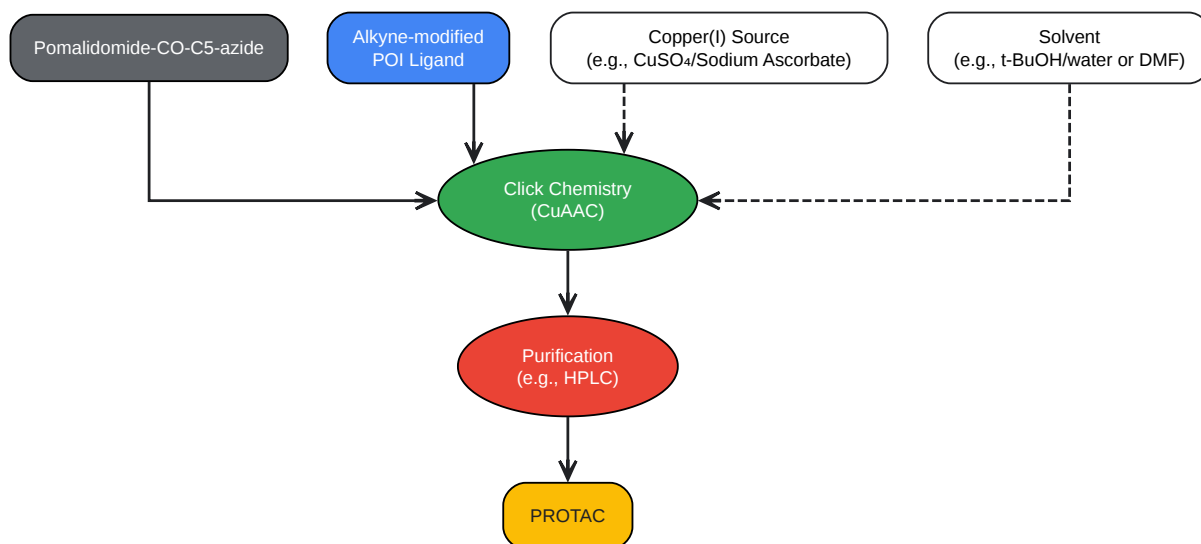 Pomalidomide-CO-C5-azide
Alkyne-modified
POI Ligand
Copper(I) Source
(e.g., CuSO₄/Sodium Ascorbate)
Solvent
(e.g., t-BuOH/water or DMF)
Click Chemistry
(CuAAC)
Purification
(e.g., HPLC)
PROTAC